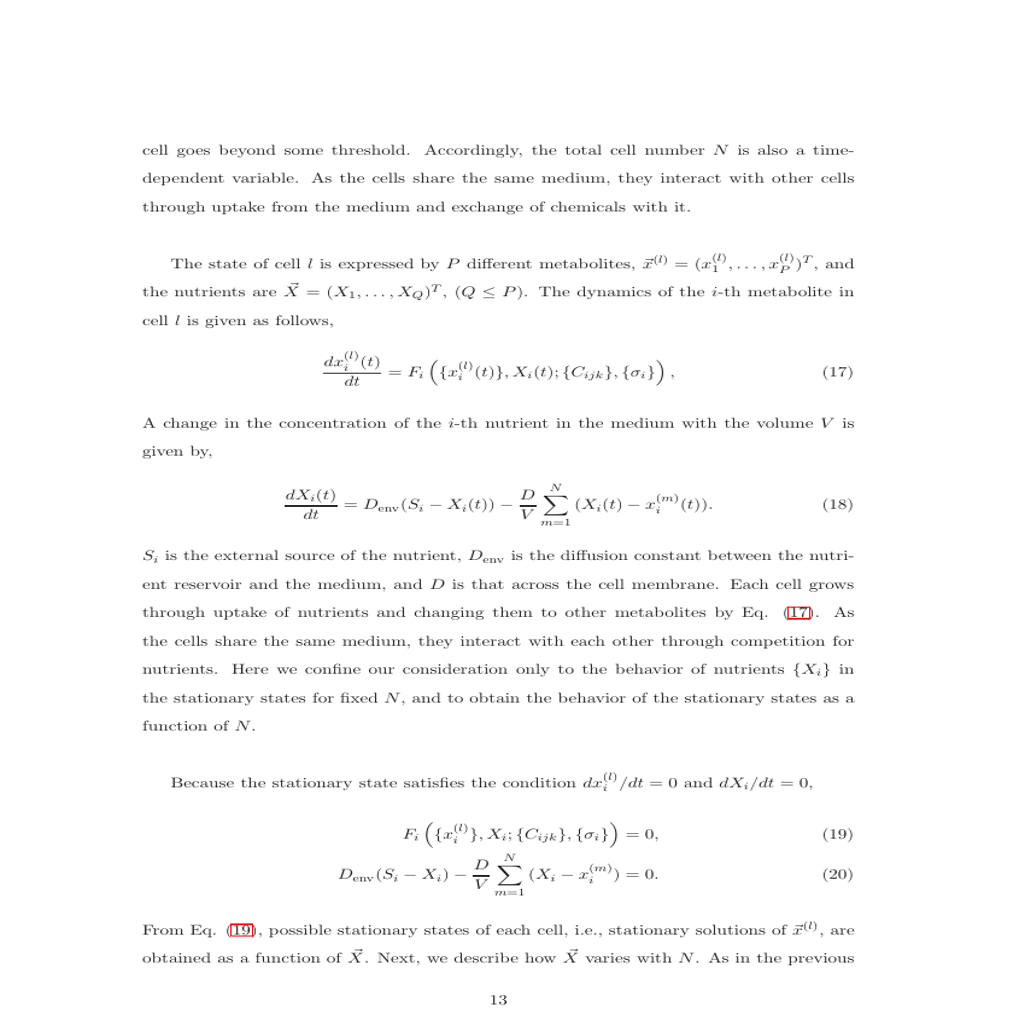 cell goes beyond some threshold. Accordingly, the total cell number N is also a time-
dependent variable. As the cells share the same medium, they interact with other cells
through uptake from the medium and exchange of chemicals with it.
The state of cell l is expressed by P different metabolites, $\vec{x}^{(l)} = (x_1^{(l)}, \ldots, x_P^{(l)})^T$, and
the nutrients are $\vec{X} = (X_1, \ldots, X_Q)^T$, $(Q \leq P)$. The dynamics of the i-th metabolite in
cell l is given as follows,
$\frac{dx_i^{(l)}(t)}{dt} = F_i\left(\{x_i^{(l)}(t)\}, X_i(t); \{C_{ijk}\}, \{\sigma_i\}\right),$ (17)
A change in the concentration of the i-th nutrient in the medium with the volume V is
given by,
$\frac{dX_i(t)}{dt} = D_{\mathrm{env}}(S_i - X_i(t)) - \frac{D}{V}\sum_{m=1}^{N}(X_i(t) - x_i^{(m)}(t)).$ (18)
$S_i$ is the external source of the nutrient, $D_{\mathrm{env}}$ is the diffusion constant between the nutri-
ent reservoir and the medium, and D is that across the cell membrane. Each cell grows
through uptake of nutrients and changing them to other metabolites by Eq. (17). As
the cells share the same medium, they interact with each other through competition for
nutrients. Here we confine our consideration only to the behavior of nutrients $\{X_i\}$ in
the stationary states for fixed N, and to obtain the behavior of the stationary states as a
function of N.
Because the stationary state satisfies the condition $dx_i^{(l)}/dt = 0$ and $dX_i/dt = 0$,
$F_i\left(\{x_i^{(l)}\}, X_i; \{C_{ijk}\}, \{\sigma_i\}\right) = 0,$ (19)
$D_{\mathrm{env}}(S_i - X_i) - \frac{D}{V}\sum_{m=1}^{N}(X_i - x_i^{(m)}) = 0.$ (20)
From Eq. (19), possible stationary states of each cell, i.e., stationary solutions of $\vec{x}^{(l)}$, are
obtained as a function of $\vec{X}$. Next, we describe how $\vec{X}$ varies with N. As in the previous
13